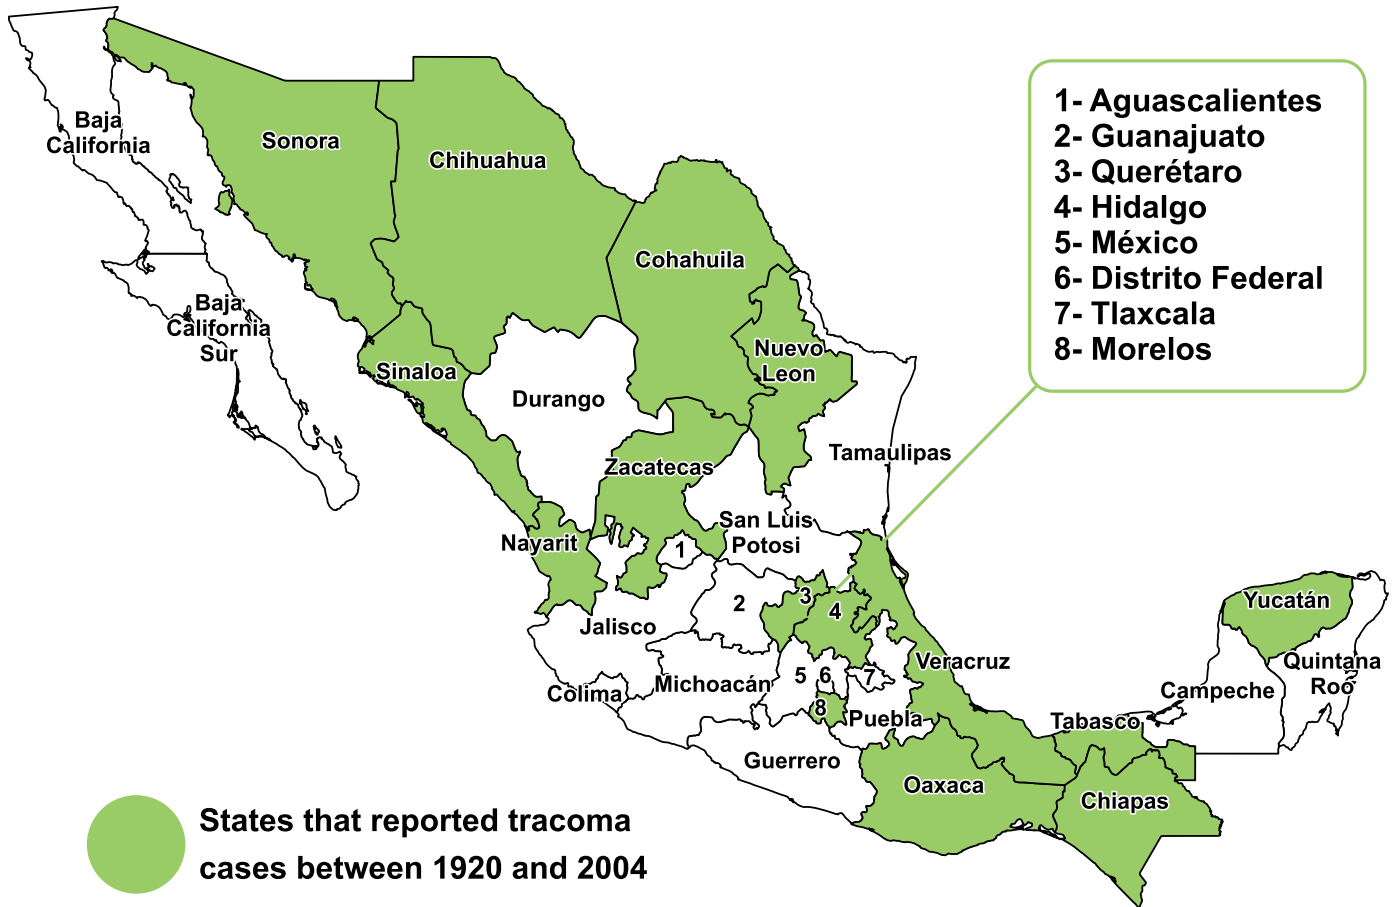 Baja
California
Sonora
Chihuahua
Cohahuila
Baja
California
Sur
Sinaloa
Nuevo
Leon
Durango
Tamaulipas
Zacatecas
San Luis
Potosi
Nayarit
1
2
3
4
Jalisco
Yucatán
Veracruz
Quintana
Roo
Campeche
Michoacán
Colima
5
6
7
8
Puebla
Tabasco
Guerrero
Oaxaca
Chiapas
1- Aguascalientes
2- Guanajuato
3- Querétaro
4- Hidalgo
5- México
6- Distrito Federal
7- Tlaxcala
8- Morelos
States that reported tracoma
cases between 1920 and 2004